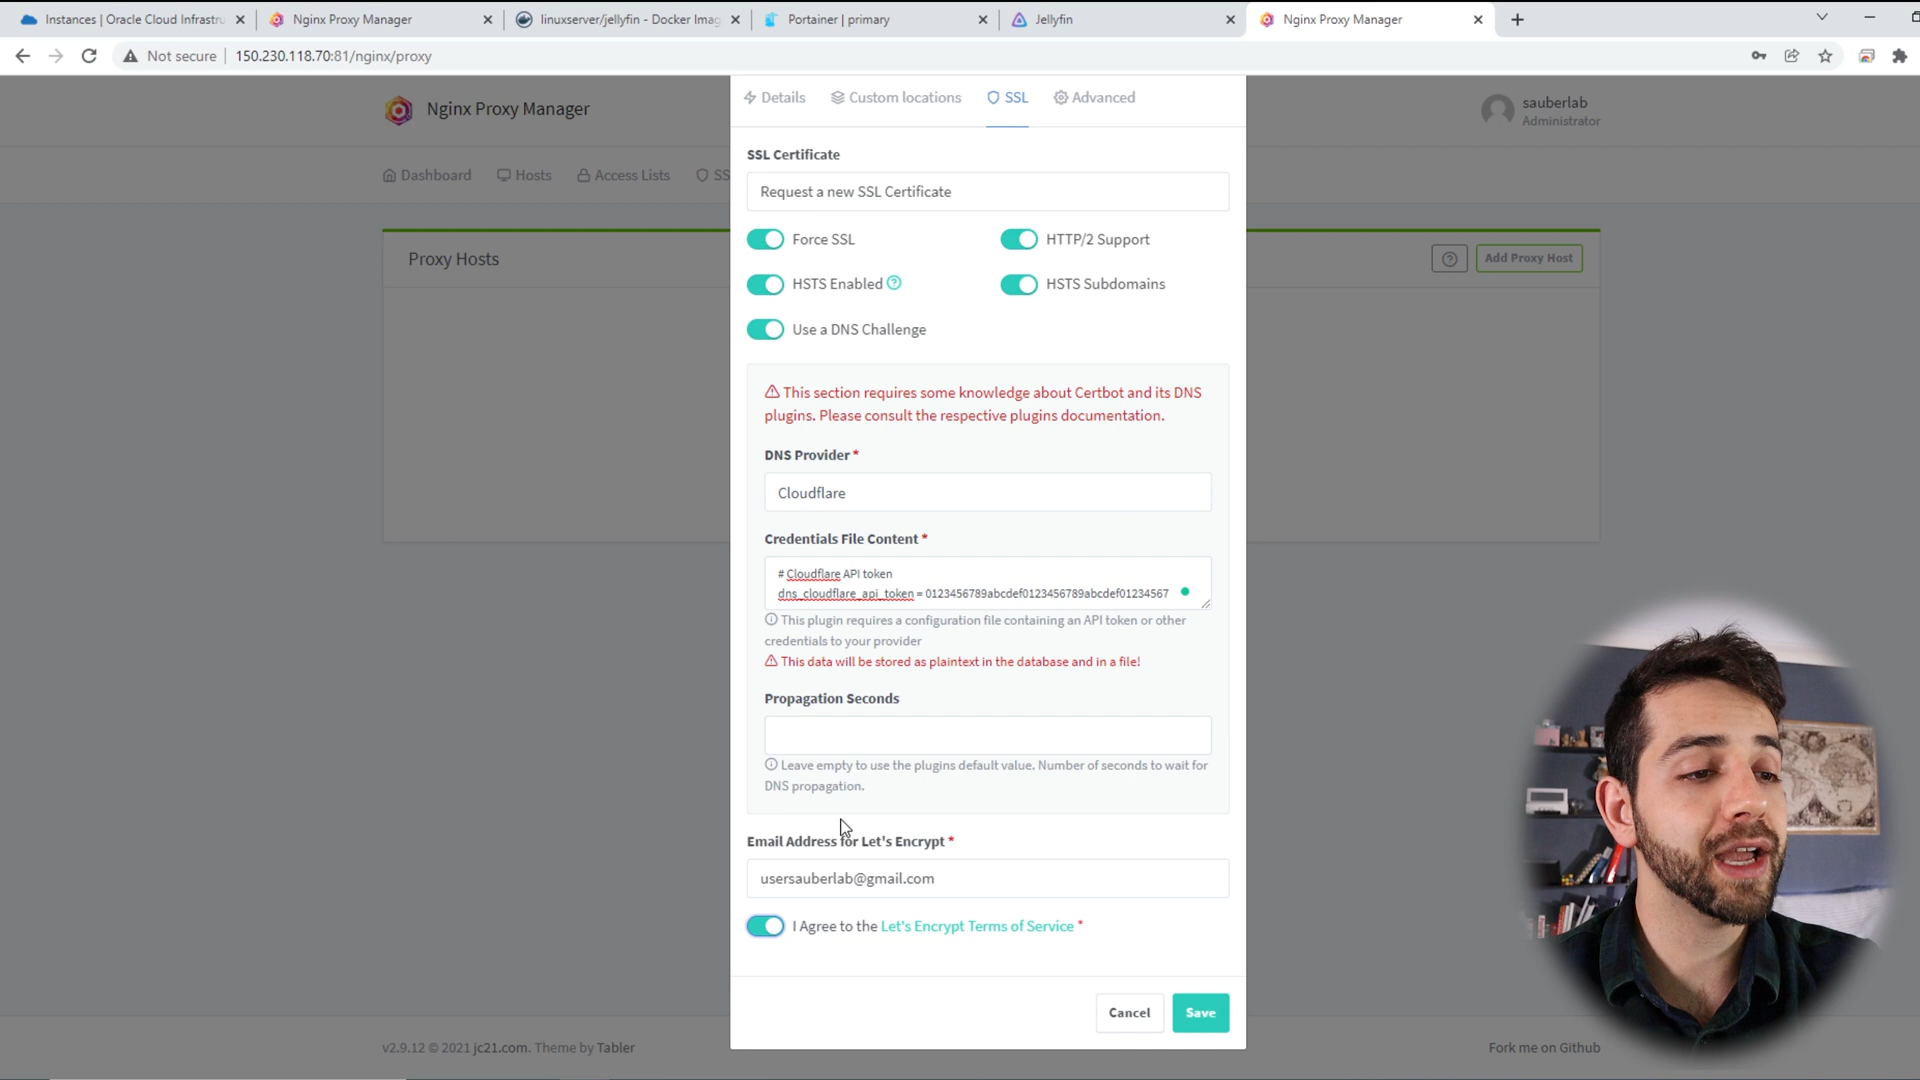 Instances | Oracle Cloud Infrastru
Nginx Proxy Manager
linuxserver/jellyfin - Docker Imag
Portainer | primary
Jellyfin
Nginx Proxy Manager
Not secure
150.230.118.70:81/nginx/proxy
Details
Custom locations
SSL
Advanced
Nginx Proxy Manager
sauberlab
Administrator
Dashboard
Hosts
Access Lists
SS
Proxy Hosts
Add Proxy Host
SSL Certificate
Request a new SSL Certificate
Force SSL
HTTP/2 Support
HSTS Enabled
HSTS Subdomains
Use a DNS Challenge
This section requires some knowledge about Certbot and its DNS
plugins. Please consult the respective plugins documentation.
DNS Provider *
Cloudflare
Credentials File Content *
# Cloudflare API token
dns_cloudflare_api_token = 0123456789abcdef0123456789abcdef01234567
This plugin requires a configuration file containing an API token or other
credentials to your provider
This data will be stored as plaintext in the database and in a file!
Propagation Seconds
Leave empty to use the plugins default value. Number of seconds to wait for
DNS propagation.
Email Address for Let's Encrypt *
usersauberlab@gmail.com
I Agree to the Let's Encrypt Terms of Service *
Cancel
Save
v2.9.12 © 2021 jc21.com. Theme by Tabler
Fork me on Github